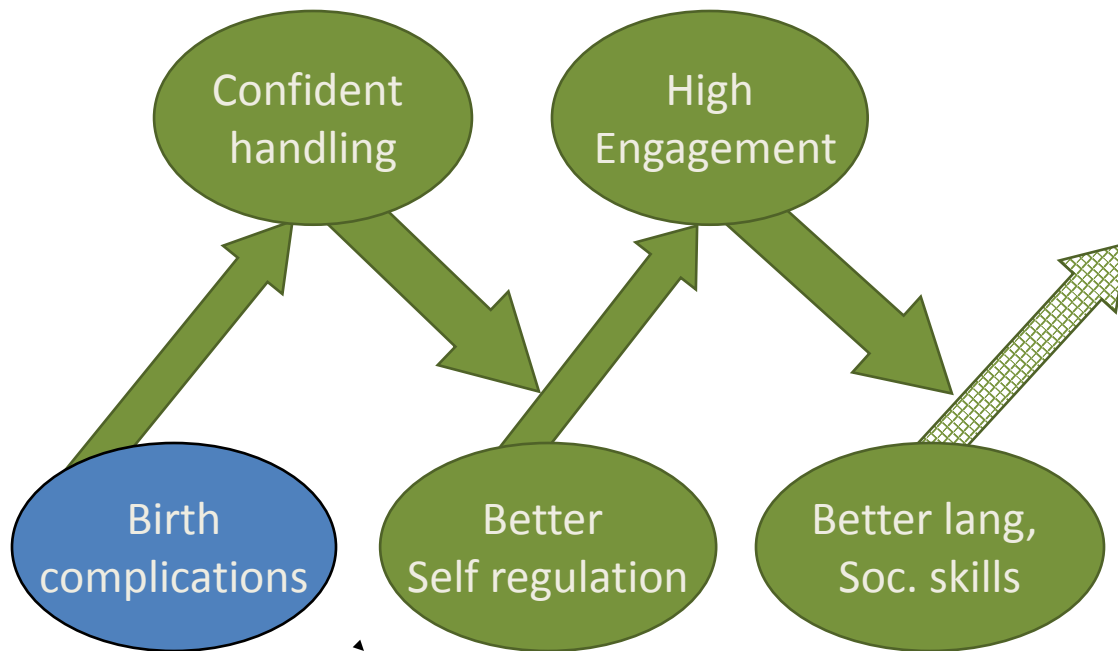 Confident
handling
High
Engagement
Birth
complications
Better
Self regulation
Better lang,
Soc. skills